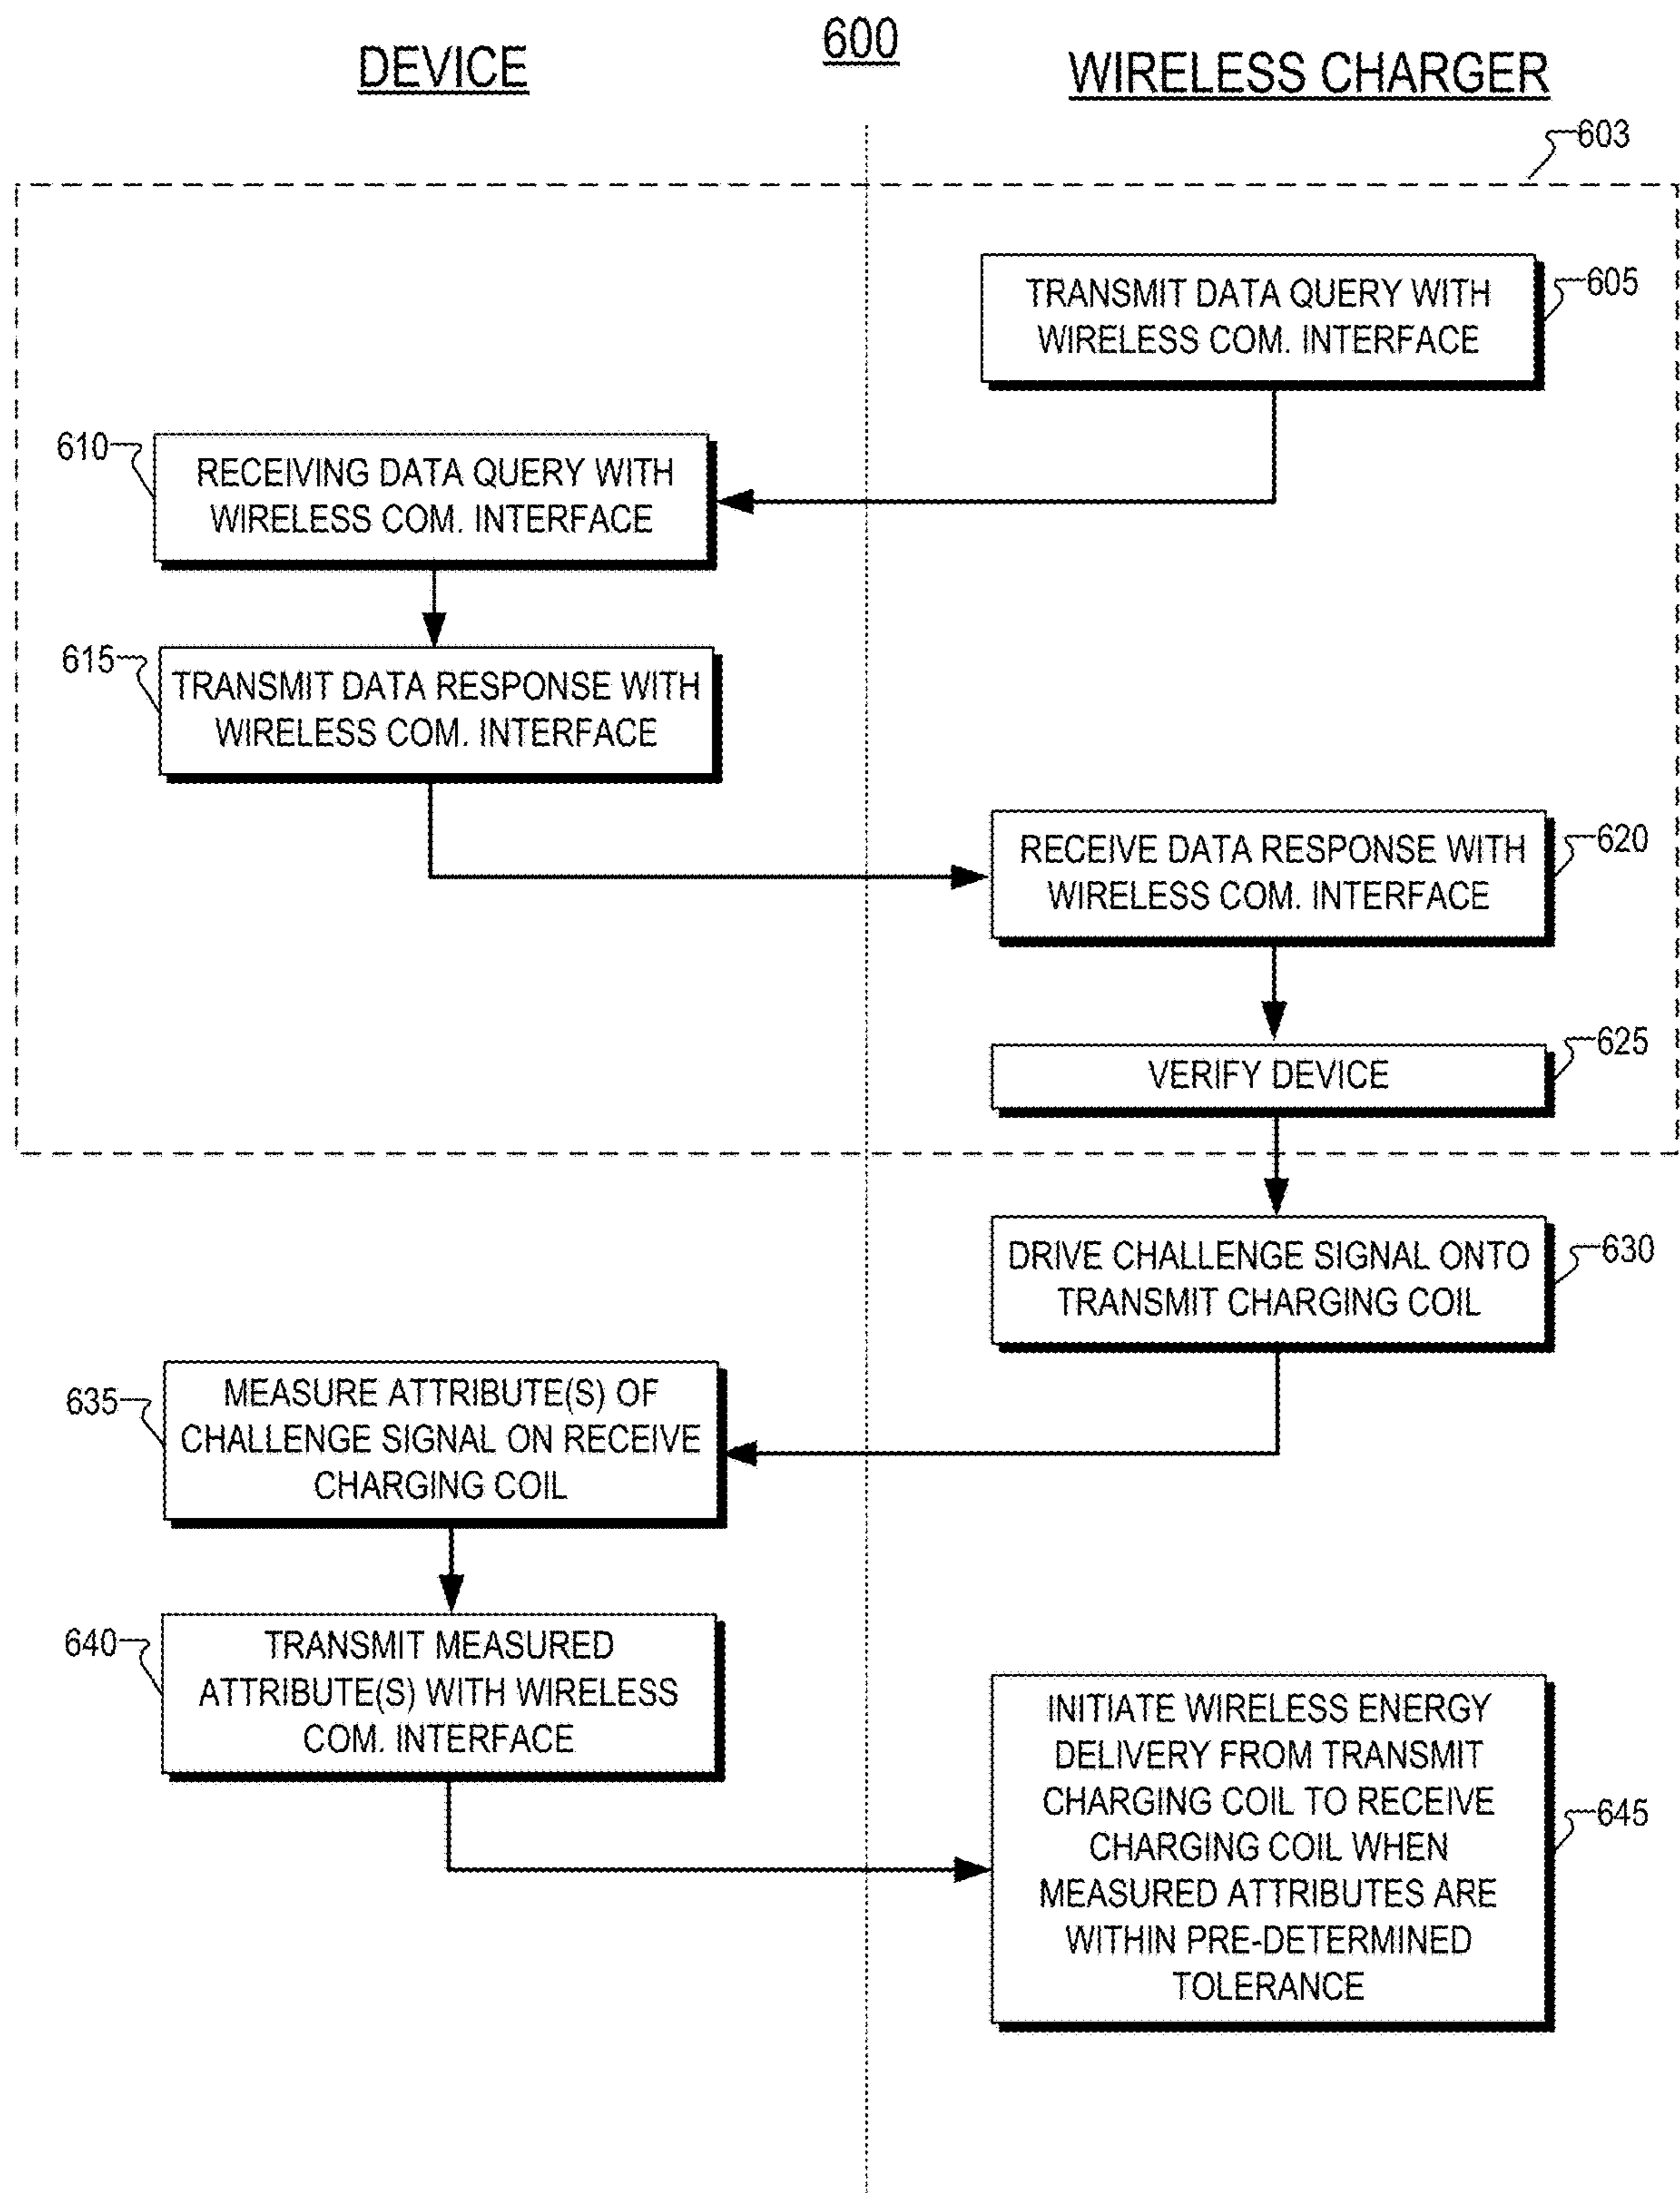 600
DEVICE
WIRELESS CHARGER
603
TRANSMIT DATA QUERY WITH
WIRELESS COM. INTERFACE
605
610
RECEIVING DATA QUERY WITH
WIRELESS COM. INTERFACE
615
TRANSMIT DATA RESPONSE WITH
WIRELESS COM. INTERFACE
RECEIVE DATA RESPONSE WITH
WIRELESS COM. INTERFACE
620
VERIFY DEVICE
625
DRIVE CHALLENGE SIGNAL ONTO
TRANSMIT CHARGING COIL
630
635
MEASURE ATTRIBUTE(S) OF
CHALLENGE SIGNAL ON RECEIVE
CHARGING COIL
640
TRANSMIT MEASURED
ATTRIBUTE(S) WITH WIRELESS
COM. INTERFACE
INITIATE WIRELESS ENERGY
DELIVERY FROM TRANSMIT
CHARGING COIL TO RECEIVE
CHARGING COIL WHEN
MEASURED ATTRIBUTES ARE
WITHIN PRE-DETERMINED
TOLERANCE
645